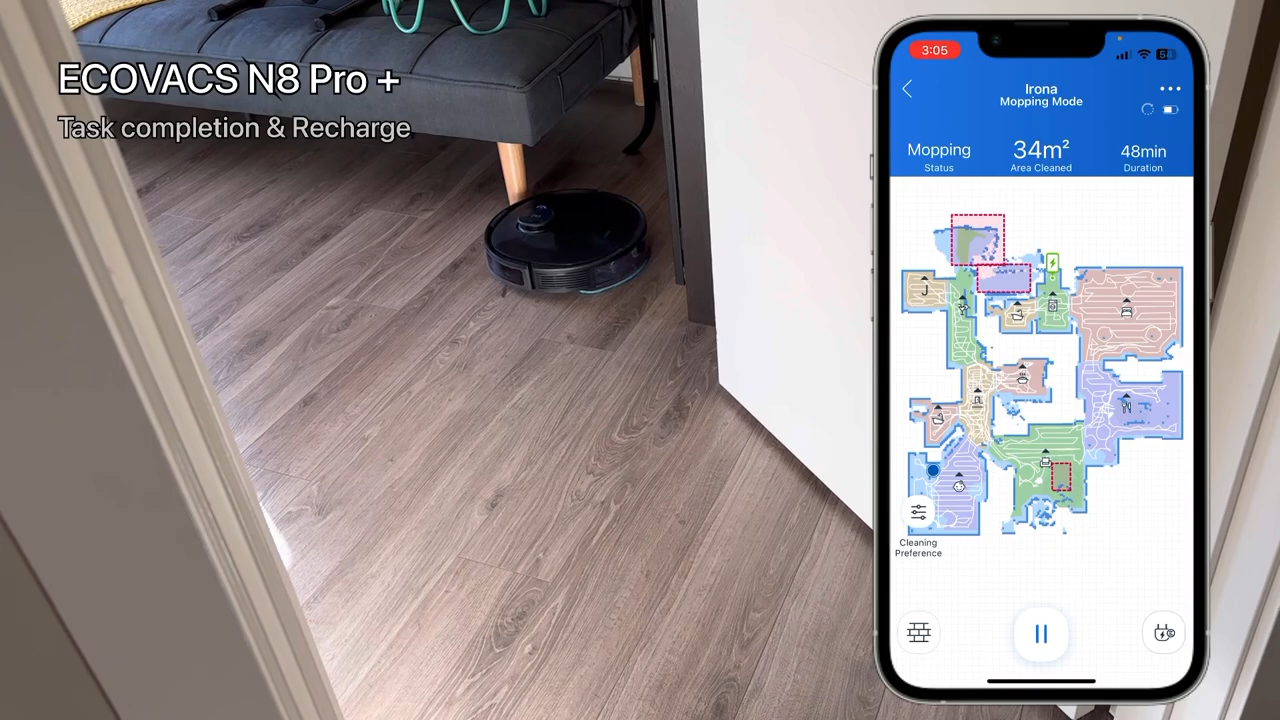 ECOVACS N8 Pro +
Task completion & Recharge
3:05
Irona
Mopping Mode
Mopping
Status
34m²
Area Cleaned
48min
Duration
Cleaning
Preference